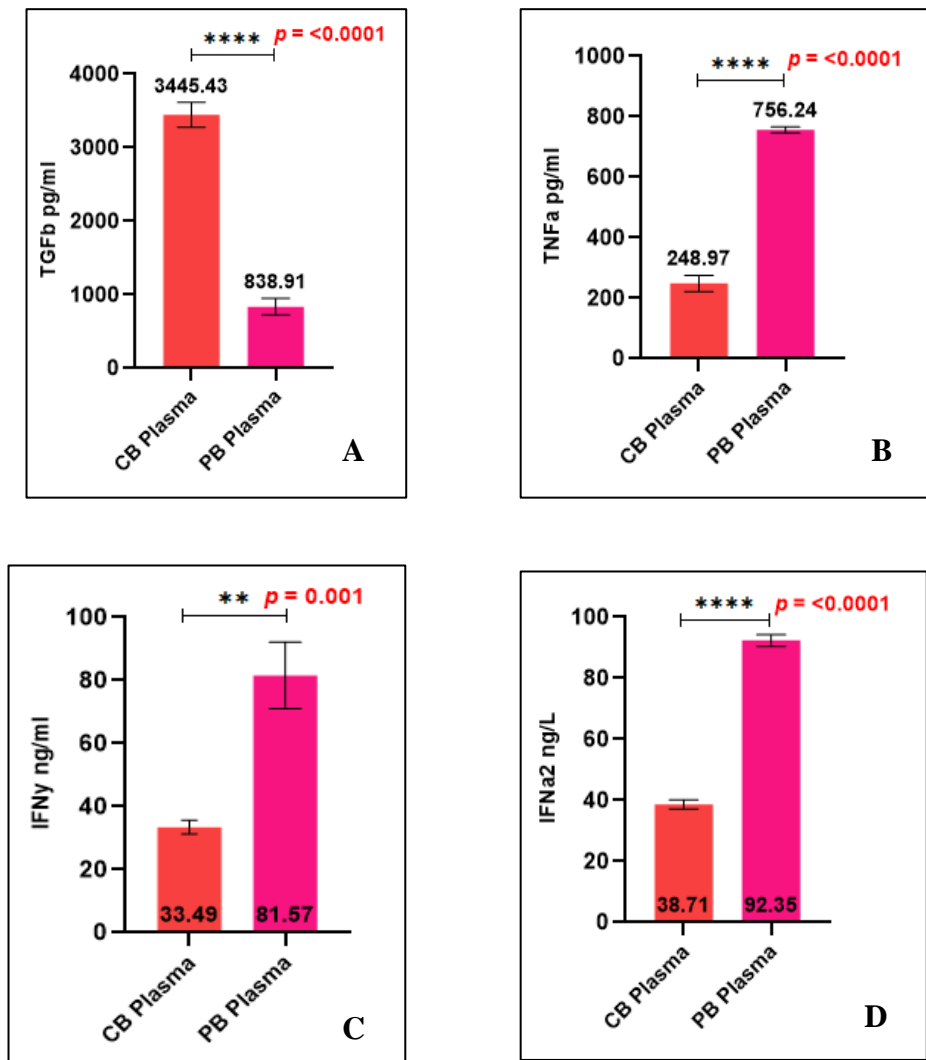 **** p = <0.0001
4000
3445.43
3000
2000
1000
838.91
0
TGFb pg/ml
CB Plasma
PB Plasma
A
**** p = <0.0001
1000
800
756.24
600
400
248.97
200
0
TNFa pg/ml
CB Plasma
PB Plasma
B
** p = 0.001
100
80
60
40
20
0
33.49
81.57
IFNy ng/ml
CB Plasma
PB Plasma
C
**** p = <0.0001
100
80
60
40
20
0
38.71
92.35
IFNa2 ng/L
CB Plasma
PB Plasma
D